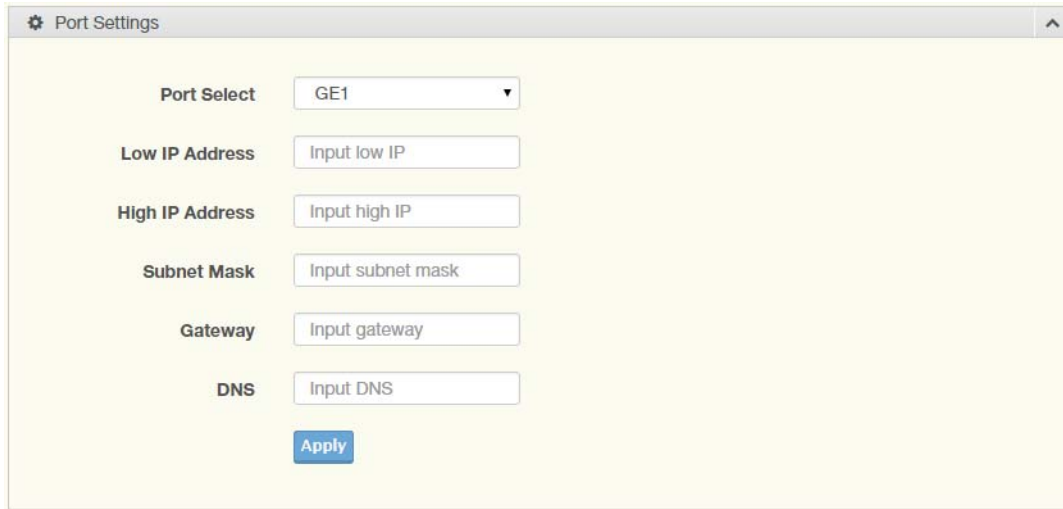 Port Settings
Port Select GE1
Low IP Address Input low IP
High IP Address Input high IP
Subnet Mask Input subnet mask
Gateway Input gateway
DNS Input DNS
Apply